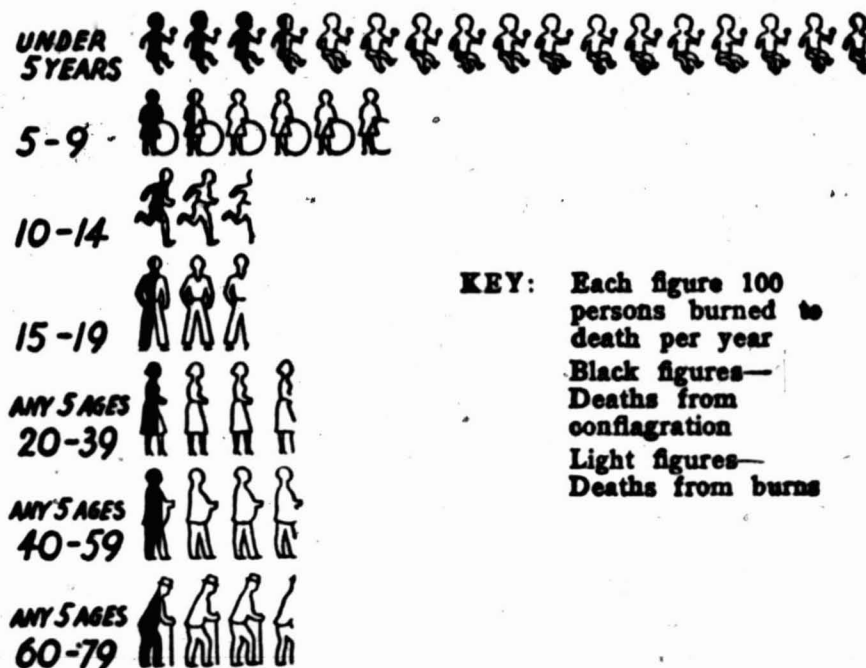 UNDER
5 YEARS
5-9
10-14
15-19
ANY 5 AGES
20-39
ANY 5 AGES
40-59
ANY 5 AGES
60-79
KEY: Each figure 100
persons burned to
death per year
Black figures—
Deaths from
conflagration
Light figures—
Deaths from burns